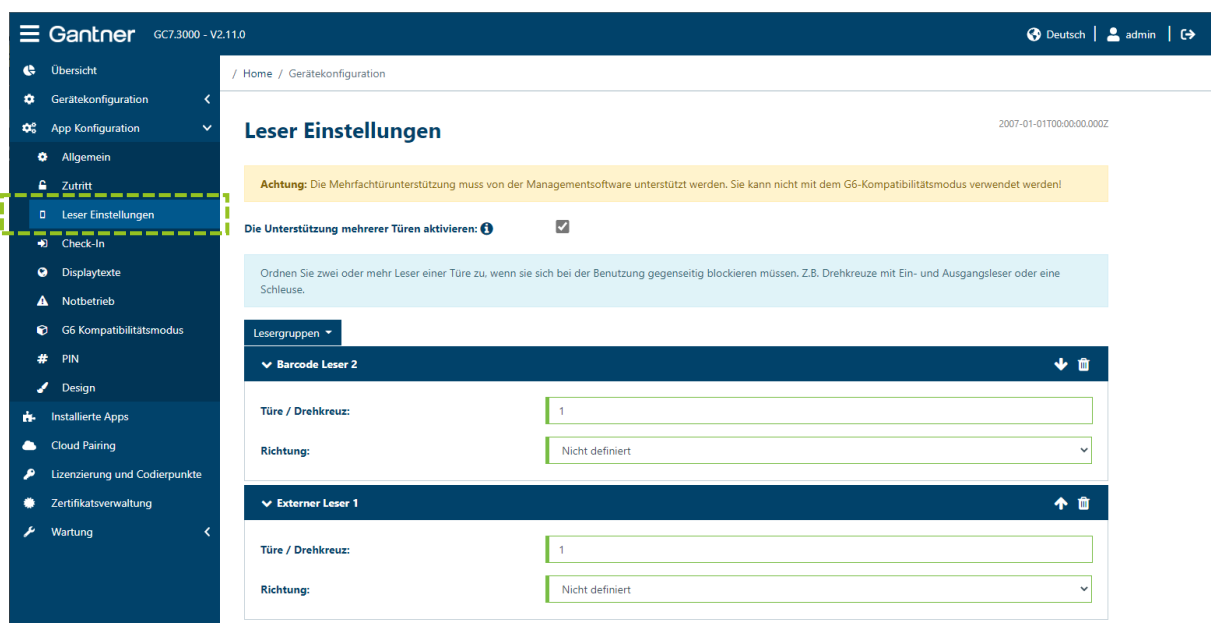 Gantner GC7.3000 - V2.11.0
Deutsch admin
Übersicht
Gerätekonfiguration
App Konfiguration
Allgemein
Zutritt
Leser Einstellungen
Check-In
Displaytexte
Notbetrieb
G6 Kompatibilitätsmodus
PIN
Design
Installierte Apps
Cloud Pairing
Lizenzierung und Codierpunkte
Zertifikatsverwaltung
Wartung
/ Home / Gerätekonfiguration
Leser Einstellungen
2007-01-01T00:00:00.000Z
Achtung: Die Mehrfachtürunterstützung muss von der Managementsoftware unterstützt werden. Sie kann nicht mit dem G6-Kompatibilitätsmodus verwendet werden!
Die Unterstützung mehrerer Türen aktivieren:
Ordnen Sie zwei oder mehr Leser einer Türe zu, wenn sie sich bei der Benutzung gegenseitig blockieren müssen. Z.B. Drehkreuze mit Ein- und Ausgangsleser oder eine
Schleuse.
Lesergruppen
Barcode Leser 2
Türe / Drehkreuz: 1
Richtung: Nicht definiert
Externer Leser 1
Türe / Drehkreuz: 1
Richtung: Nicht definiert